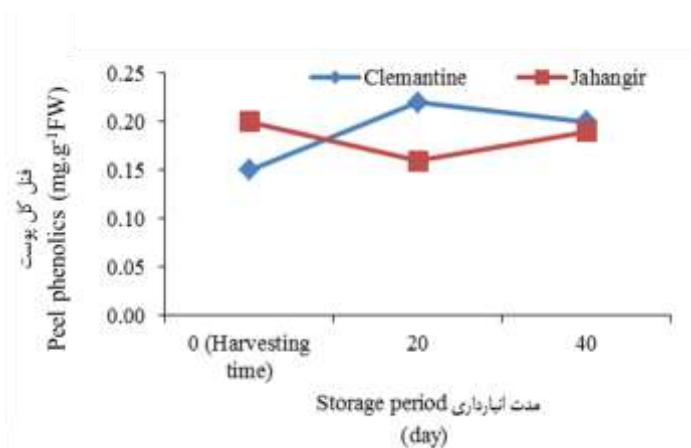 Clemantine
Jahangir
0.25
0.20
0.15
0.10
0.05
0.00
فنل کل پوست
Peel phenolics (mg.g-1FW)
0 (Harvesting
time)
20
40
Storage period مدت انبارداری
(day)